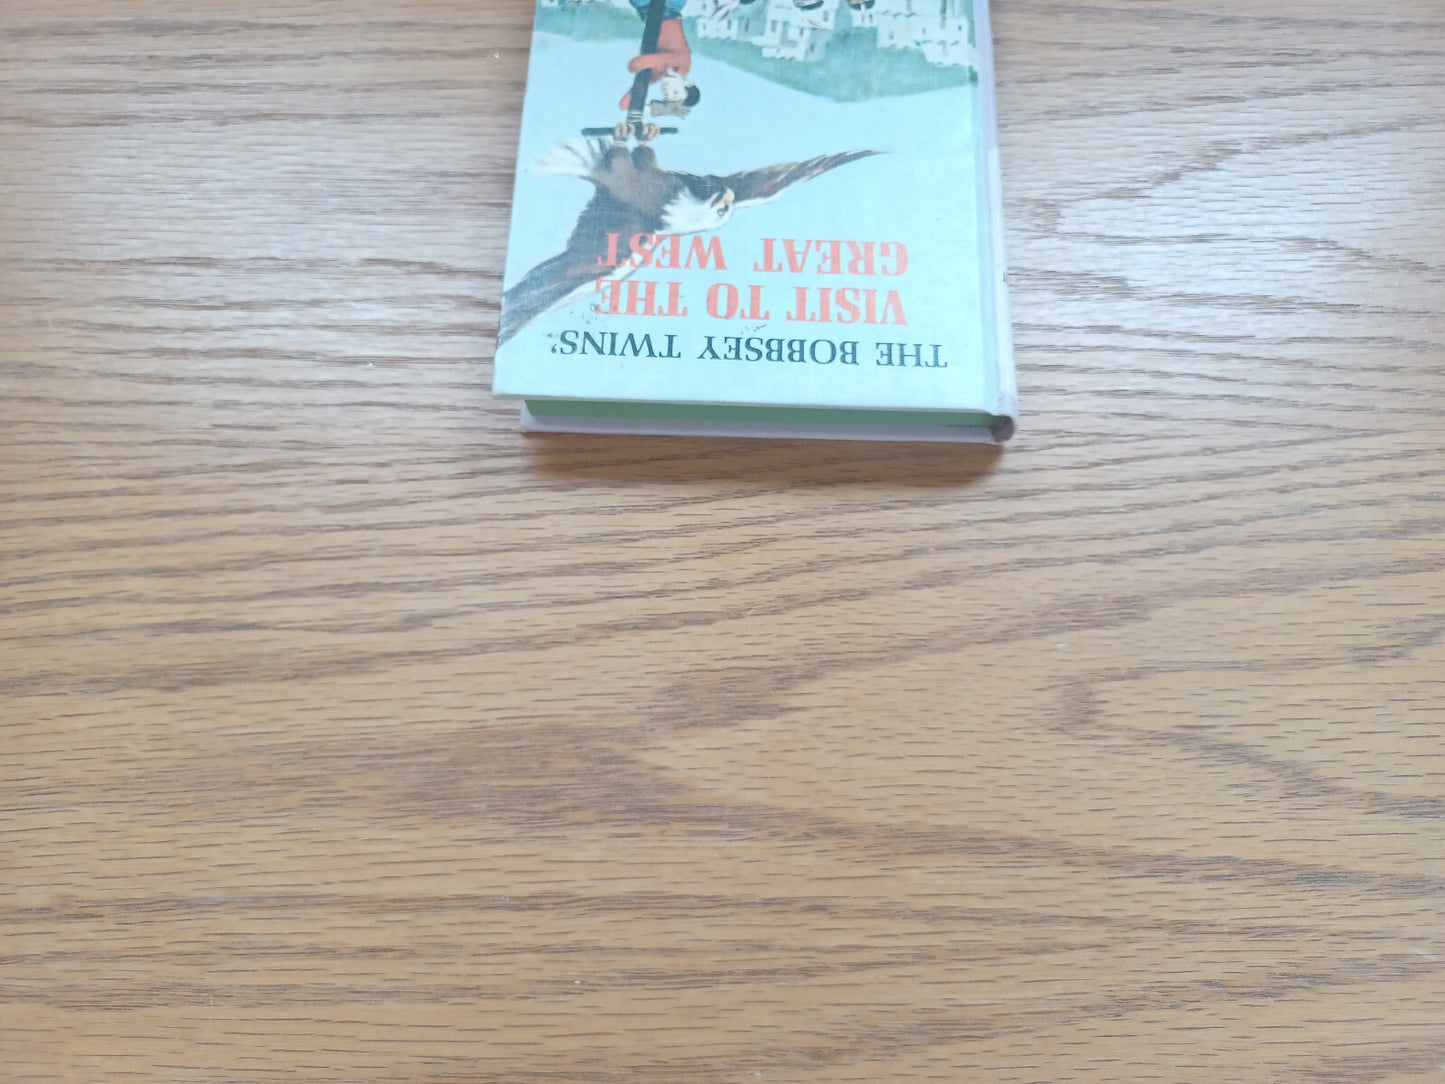 THE BOBBSEY TWINS'
VISIT TO THE
GREAT WEST